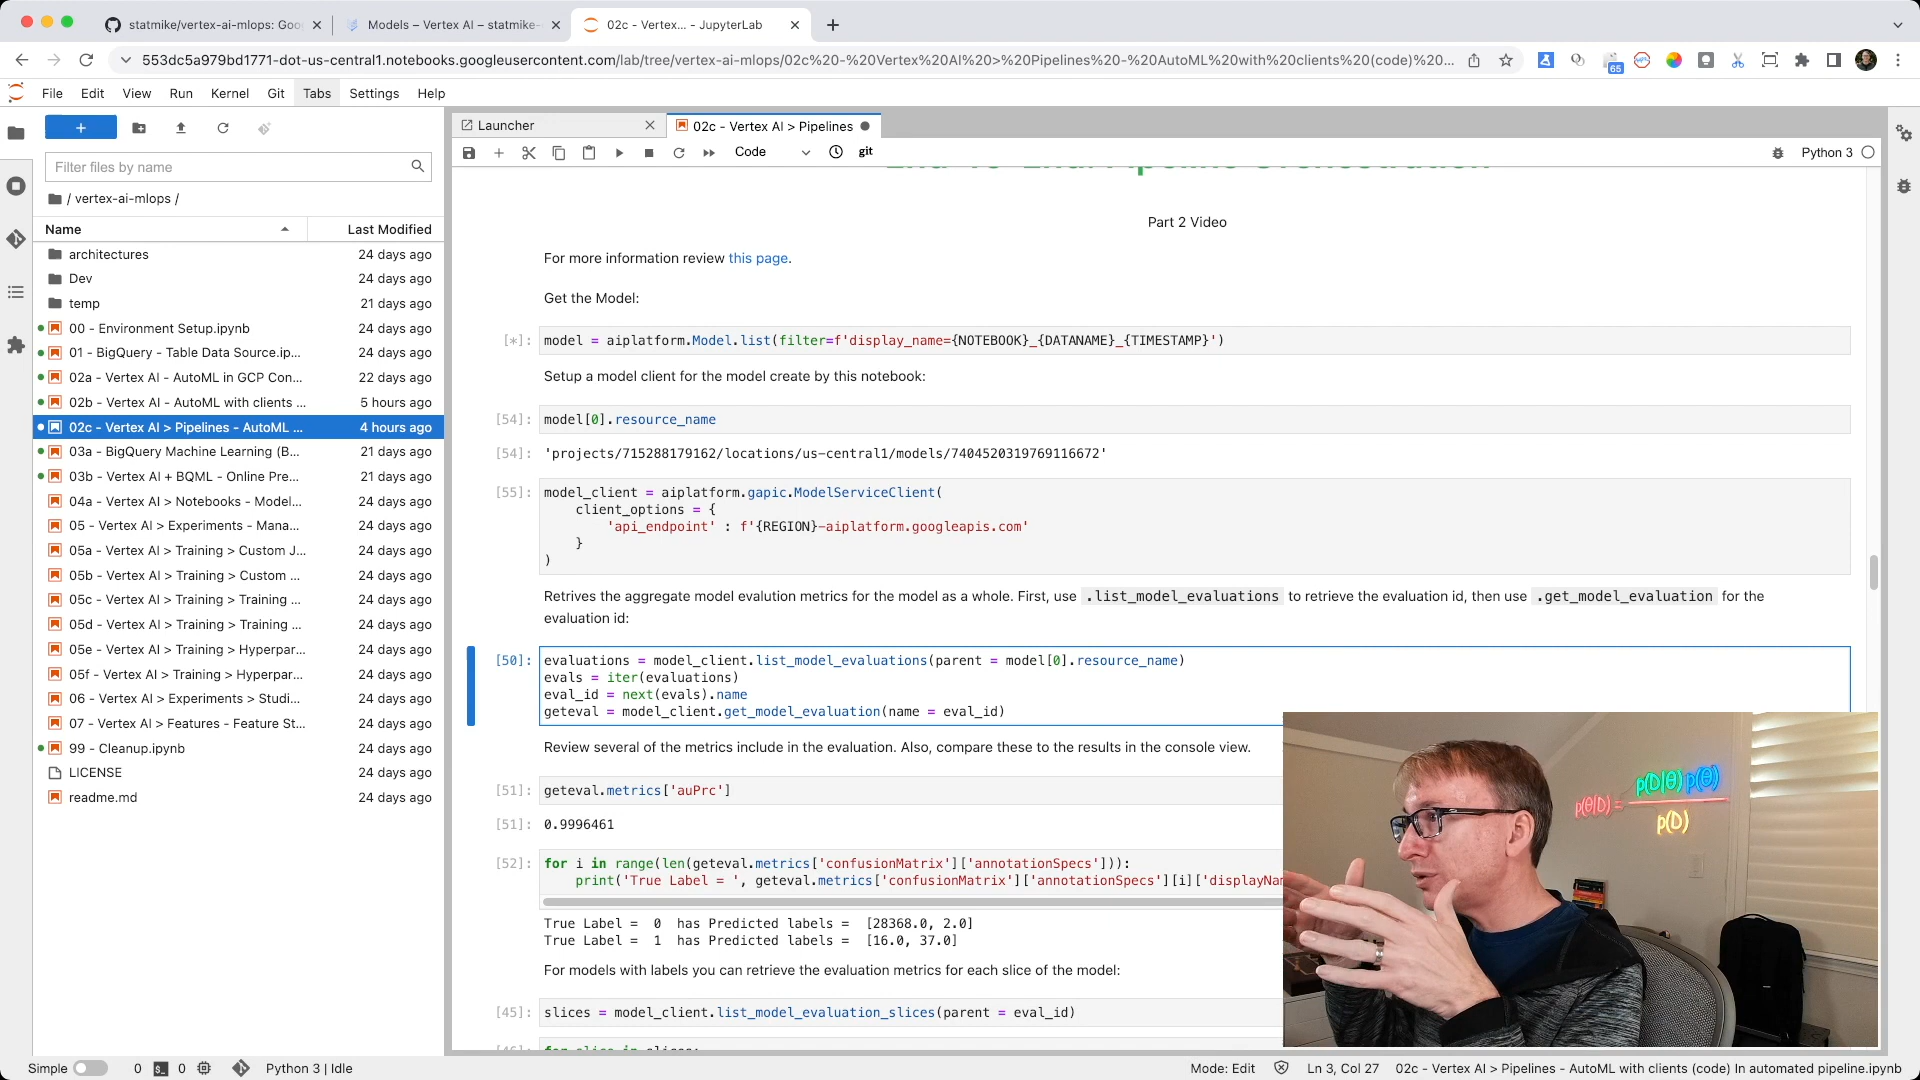 statmike/vertex-ai-mlops: Goo
Models – Vertex AI – statmike-
02c - Vertex... - JupyterLab
553dc5a979bd1771-dot-us-central1.notebooks.googleusercontent.com/lab/tree/vertex-ai-mlops/02c%20-%20Vertex%20AI%20>%20Pipelines%20-%20AutoML%20with%20clients%20(code)%20...
65
File Edit View Run Kernel Git Tabs Settings Help
Filter files by name
/ vertex-ai-mlops /
Name Last Modified
architectures 24 days ago
Dev 24 days ago
temp 21 days ago
00 - Environment Setup.ipynb 24 days ago
01 - BigQuery - Table Data Source.ip... 24 days ago
02a - Vertex AI - AutoML in GCP Con... 22 days ago
02b - Vertex AI - AutoML with clients ... 5 hours ago
02c - Vertex AI > Pipelines - AutoML ... 4 hours ago
03a - BigQuery Machine Learning (B... 21 days ago
03b - Vertex AI + BQML - Online Pre... 21 days ago
04a - Vertex AI > Notebooks - Model... 24 days ago
05 - Vertex AI > Experiments - Mana... 24 days ago
05a - Vertex AI > Training > Custom J... 24 days ago
05b - Vertex AI > Training > Custom ... 24 days ago
05c - Vertex AI > Training > Training ... 24 days ago
05d - Vertex AI > Training > Training ... 24 days ago
05e - Vertex AI > Training > Hyperpar... 24 days ago
05f - Vertex AI > Training > Hyperpar... 24 days ago
06 - Vertex AI > Experiments > Studi... 24 days ago
07 - Vertex AI > Features - Feature St... 24 days ago
99 - Cleanup.ipynb 24 days ago
LICENSE 24 days ago
readme.md 24 days ago
Launcher
02c - Vertex AI > Pipelines
Code git Python 3
Part 2 Video
For more information review this page.
Get the Model:
[*]: model = aiplatform.Model.list(filter=f'display_name={NOTEBOOK}_{DATANAME}_{TIMESTAMP}')
Setup a model client for the model create by this notebook:
[54]: model[0].resource_name
[54]: 'projects/715288179162/locations/us-central1/models/7404520319769116672'
[55]: model_client = aiplatform.gapic.ModelServiceClient(
client_options = {
'api_endpoint' : f'{REGION}-aiplatform.googleapis.com'
}
)
Retrives the aggregate model evalution metrics for the model as a whole. First, use .list_model_evaluations to retrieve the evaluation id, then use .get_model_evaluation for the
evaluation id:
[50]: evaluations = model_client.list_model_evaluations(parent = model[0].resource_name)
evals = iter(evaluations)
eval_id = next(evals).name
geteval = model_client.get_model_evaluation(name = eval_id)
Review several of the metrics include in the evaluation. Also, compare these to the results in the console view.
[51]: geteval.metrics['auPrc']
[51]: 0.9996461
[52]: for i in range(len(geteval.metrics['confusionMatrix']['annotationSpecs'])):
print('True Label = ', geteval.metrics['confusionMatrix']['annotationSpecs'][i]['displayNam
True Label = 0 has Predicted labels = [28368.0, 2.0]
True Label = 1 has Predicted labels = [16.0, 37.0]
For models with labels you can retrieve the evaluation metrics for each slice of the model:
[45]: slices = model_client.list_model_evaluation_slices(parent = eval_id)
p(θ|D) = p(D|θ) p(θ)
p(D)
Simple 0 0 Python 3 | Idle Mode: Edit Ln 3, Col 27 02c - Vertex AI > Pipelines - AutoML with clients (code) In automated pipeline.ipynb